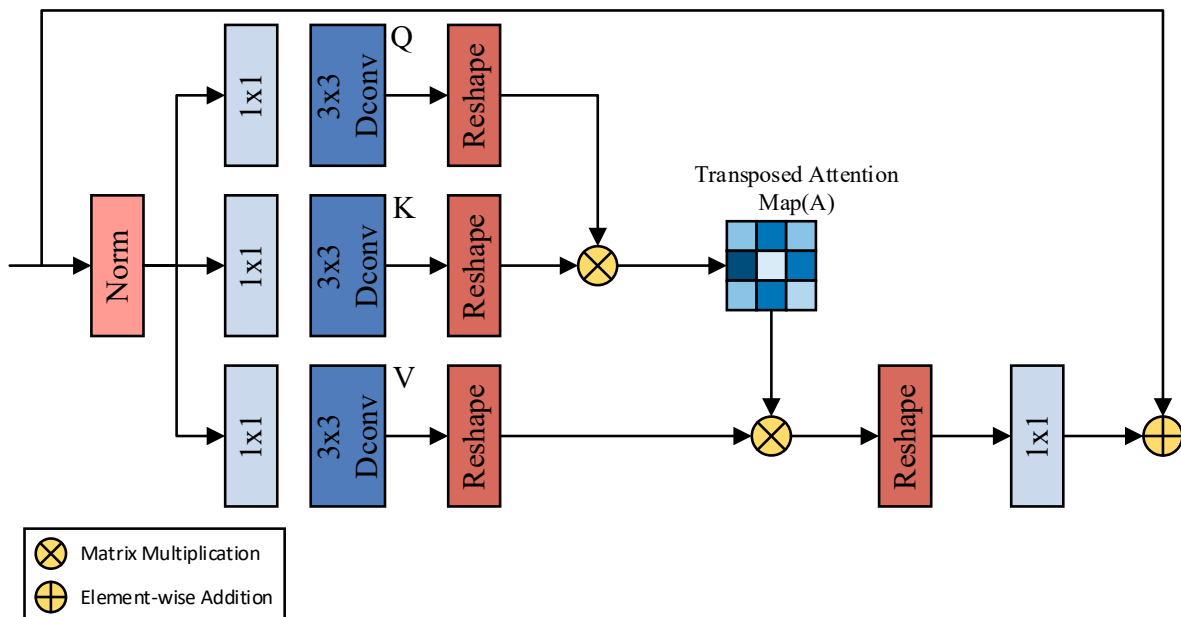 Q
1x1
3x3
Dconv
Reshape
Transposed Attention
Map(A)
K
Norm
1x1
3x3
Dconv
Reshape
V
1x1
3x3
Dconv
Reshape
Reshape
1x1
Matrix Multiplication
Element-wise Addition